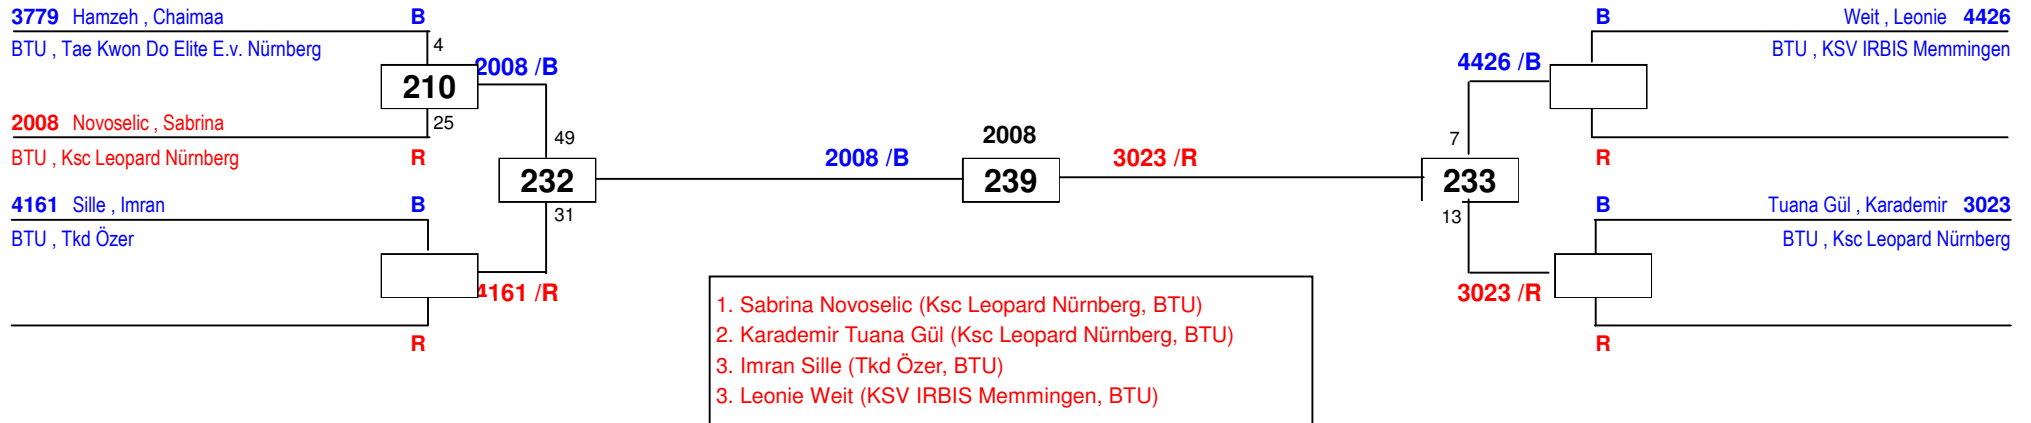 3779 Hamzeh , Chaimaa B
BTU , Tae Kwon Do Elite E.v. Nürnberg
4
210
2008 /B
2008 Novoselic , Sabrina
25
BTU , Ksc Leopard Nürnberg R
49
232
31
4161 Sille , Imran B
BTU , Tkd Özer
4161 /R
R
2008 /B
2008
239
3023 /R
B Weit , Leonie 4426
BTU , KSV IRBIS Memmingen
4426 /B
7
R
233
13
B Tuana Gül , Karademir 3023
BTU , Ksc Leopard Nürnberg
3023 /R
R
1. Sabrina Novoselic (Ksc Leopard Nürnberg, BTU)
2. Karademir Tuana Gül (Ksc Leopard Nürnberg, BTU)
3. Imran Sille (Tkd Özer, BTU)
3. Leonie Weit (KSV IRBIS Memmingen, BTU)